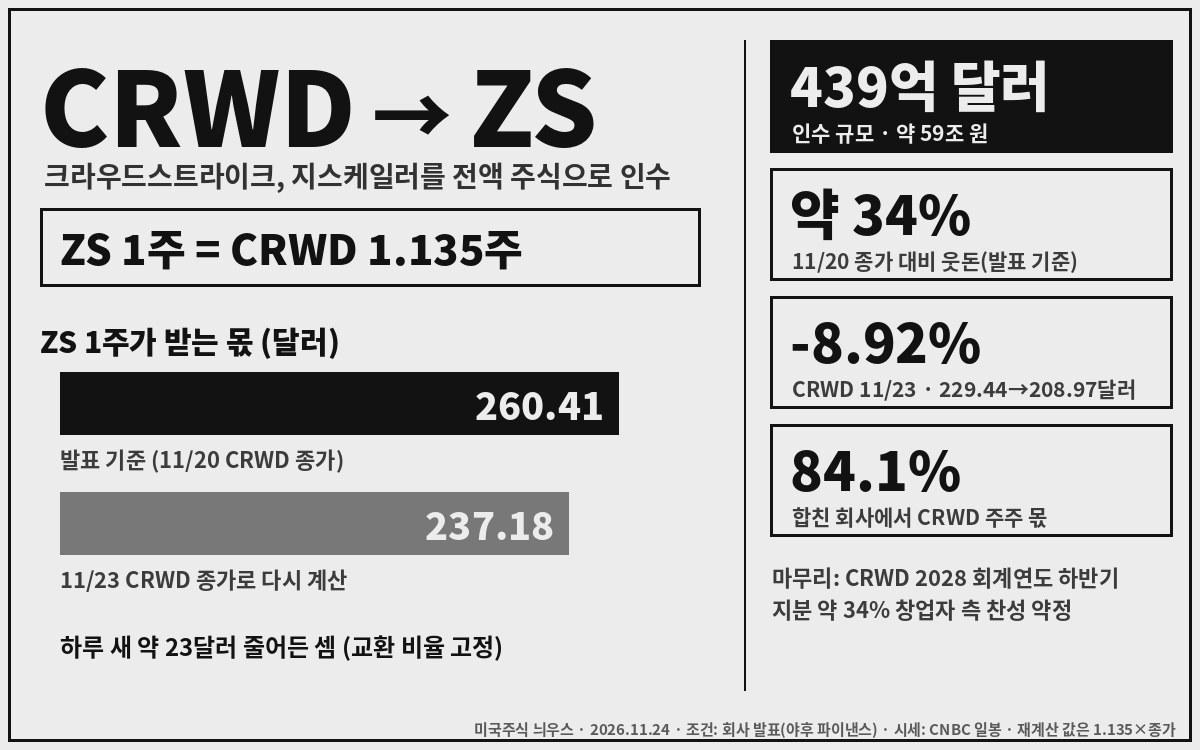 CRWD → ZS
크라우드스트라이크, 지스케일러를 전액 주식으로 인수
ZS 1주 = CRWD 1.135주
ZS 1주가 받는 몫 (달러)
260.41
발표 기준 (11/20 CRWD 종가)
237.18
11/23 CRWD 종가로 다시 계산
하루 새 약 23달러 줄어든 셈 (교환 비율 고정)
439억 달러
인수 규모 · 약 59조 원
약 34%
11/20 종가 대비 웃돈(발표 기준)
-8.92%
CRWD 11/23 · 229.44→208.97달러
84.1%
합친 회사에서 CRWD 주주 몫
마무리: CRWD 2028 회계연도 하반기
지분 약 34% 창업자 측 찬성 약정
미국주식 늬우스 · 2026.11.24 · 조건: 회사 발표(야후 파이낸스) · 시세: CNBC 일봉 · 재계산 값은 1.135×종가